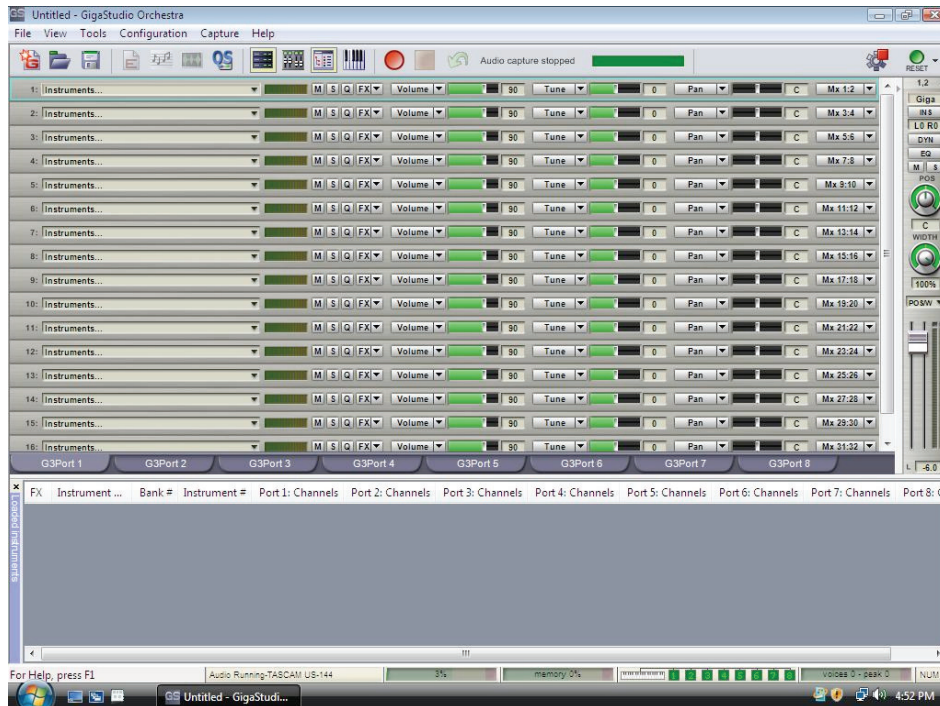 GS Untitled - GigaStudio Orchestra
File View Tools Configuration Capture Help
QS Audio capture stopped RESET
1: Instruments... M S Q FX Volume 90 Tune 0 Pan C Mx 1:2
2: Instruments... M S Q FX Volume 90 Tune 0 Pan C Mx 3:4
3: Instruments... M S Q FX Volume 90 Tune 0 Pan C Mx 5:6
4: Instruments... M S Q FX Volume 90 Tune 0 Pan C Mx 7:8
5: Instruments... M S Q FX Volume 90 Tune 0 Pan C Mx 9:10
6: Instruments... M S Q FX Volume 90 Tune 0 Pan C Mx 11:12
7: Instruments... M S Q FX Volume 90 Tune 0 Pan C Mx 13:14
8: Instruments... M S Q FX Volume 90 Tune 0 Pan C Mx 15:16
9: Instruments... M S Q FX Volume 90 Tune 0 Pan C Mx 17:18
10: Instruments... M S Q FX Volume 90 Tune 0 Pan C Mx 19:20
11: Instruments... M S Q FX Volume 90 Tune 0 Pan C Mx 21:22
12: Instruments... M S Q FX Volume 90 Tune 0 Pan C Mx 23:24
13: Instruments... M S Q FX Volume 90 Tune 0 Pan C Mx 25:26
14: Instruments... M S Q FX Volume 90 Tune 0 Pan C Mx 27:28
15: Instruments... M S Q FX Volume 90 Tune 0 Pan C Mx 29:30
16: Instruments... M S Q FX Volume 90 Tune 0 Pan C Mx 31:32
1,2
Giga
INS
L0 R0
DYN
EQ
M S
POS
C
WIDTH
100%
POS/W
L -6.0
G3Port 1 G3Port 2 G3Port 3 G3Port 4 G3Port 5 G3Port 6 G3Port 7 G3Port 8
Loaded instruments
FX Instrument ... Bank # Instrument # Port 1: Channels Port 2: Channels Port 3: Channels Port 4: Channels Port 5: Channels Port 6: Channels Port 7: Channels Port 8:
For Help, press F1 Audio Running-TASCAM US-144 3% memory 0% 1 2 3 4 5 6 7 8 voices 0 - peak 0 NUM
GS Untitled - GigaStudi... 4:52 PM